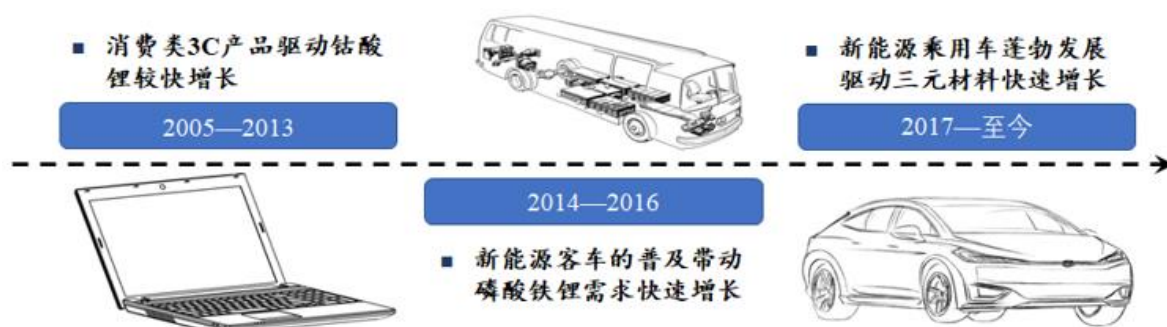 ■ 消费类3C产品驱动钴酸
锂较快增长
2005—2013
2014—2016
■ 新能源客车的普及带动
磷酸铁锂需求快速增长
■ 新能源乘用车蓬勃发展
驱动三元材料快速增长
2017—至今